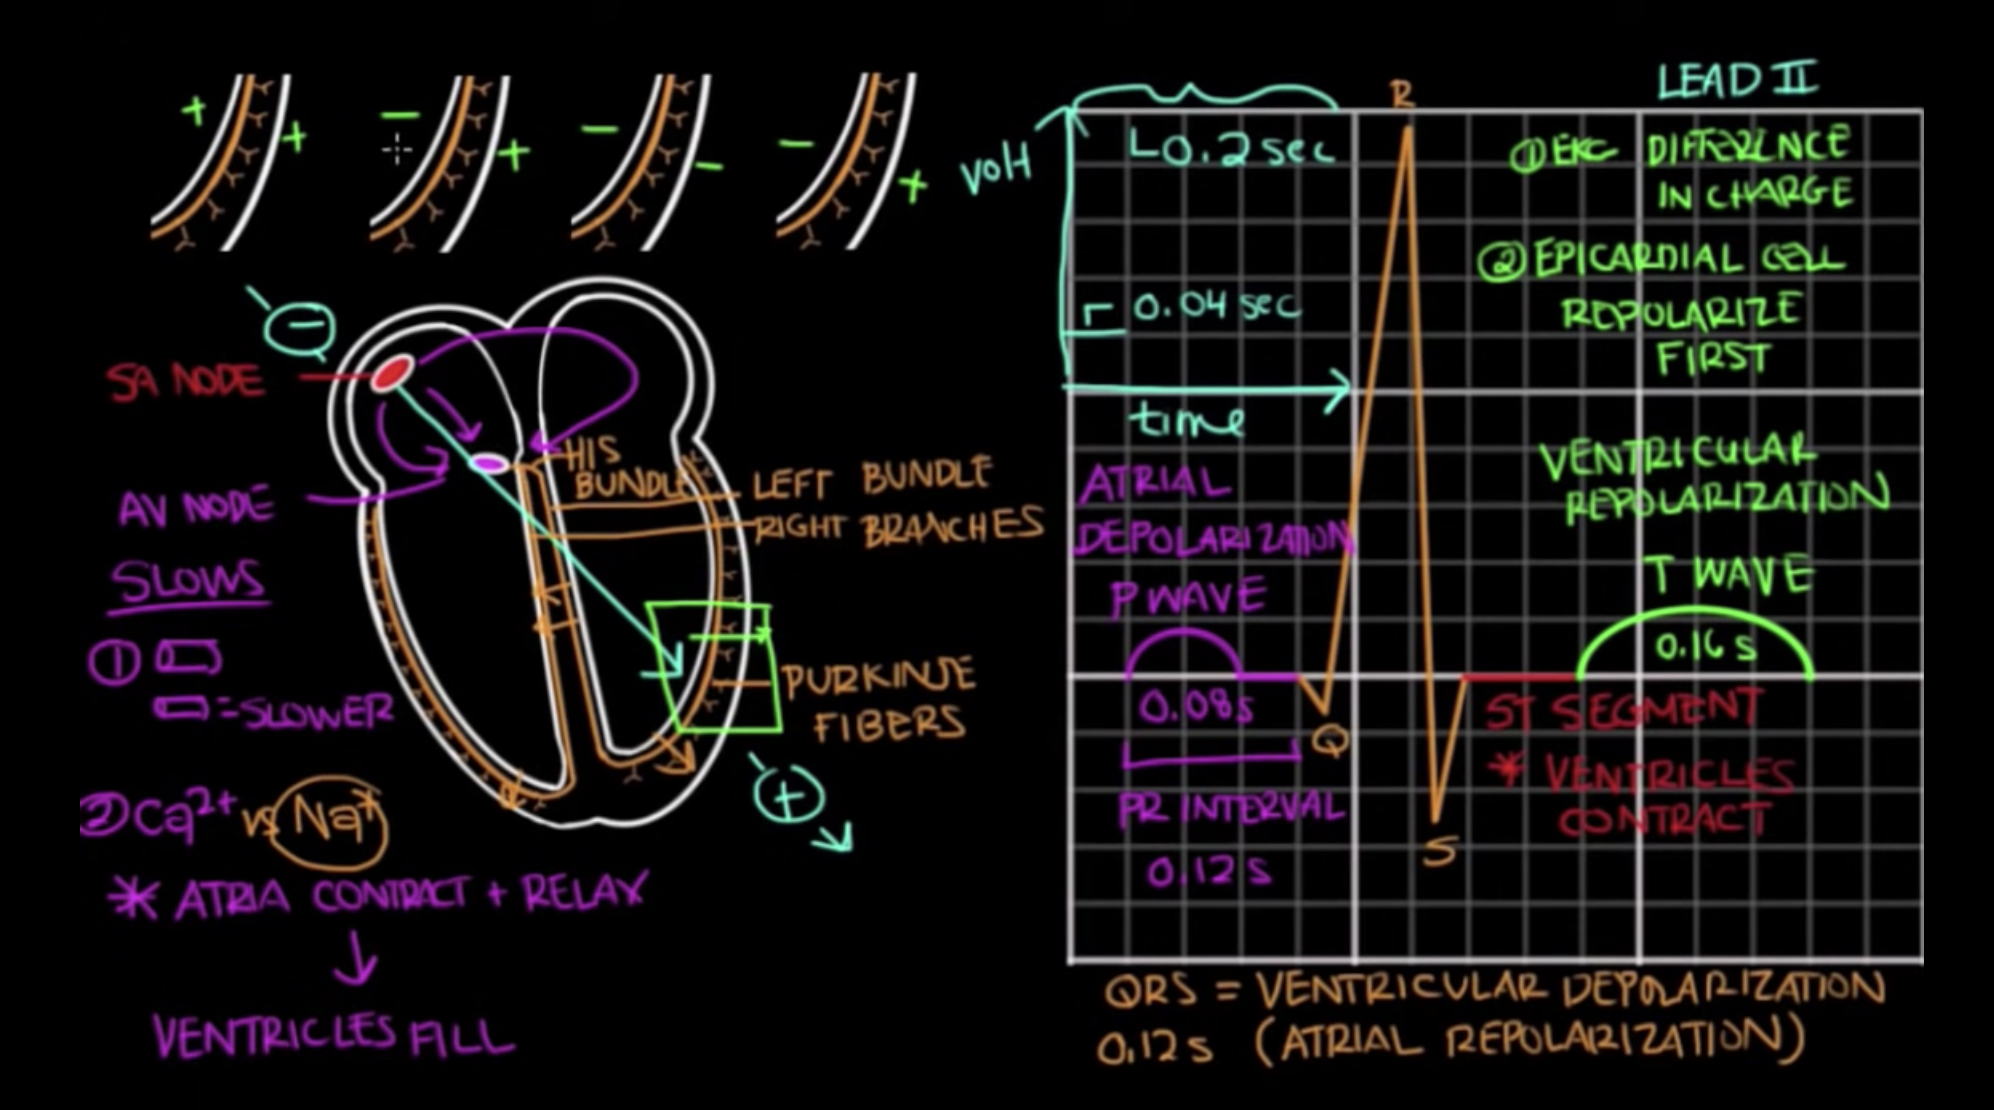 + +
- +
- -
- +
-
SA NODE
AV NODE
SLOWS
①
= SLOWER
② Ca2+ vs Na+
* ATRIA CONTRACT + RELAX
↓
VENTRICLES FILL
HIS
BUNDLE
LEFT BUNDLE
RIGHT BRANCHES
PURKINJE
FIBERS
+
volt
0.2 sec
0.04 sec
time
LEAD II
① EKG DIFFERENCE
IN CHARGE
② EPICARDIAL CELL
REPOLARIZE
FIRST
ATRIAL
DEPOLARIZATION
P WAVE
0.08s
PR INTERVAL
0.12s
R
Q
S
VENTRICULAR
REPOLARIZATION
T WAVE
0.16s
ST SEGMENT
* VENTRICLES
CONTRACT
QRS = VENTRICULAR DEPOLARIZATION
0.12s (ATRIAL REPOLARIZATION)